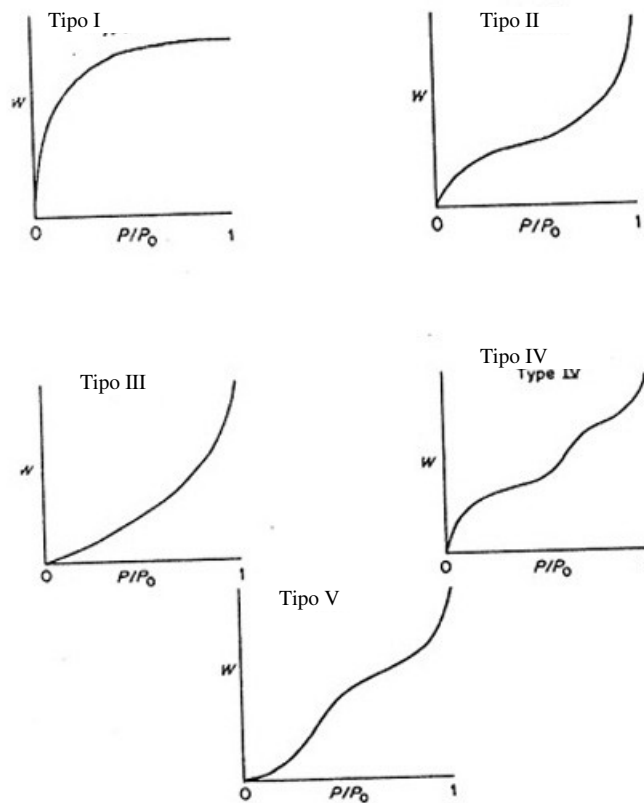 Tipo I
W
0
P/P₀
1
Tipo II
W
0
P/P₀
1
Tipo III
W
0
P/P₀
1
Tipo IV
Type IV
W
0
P/P₀
Tipo V
W
0
P/P₀
1